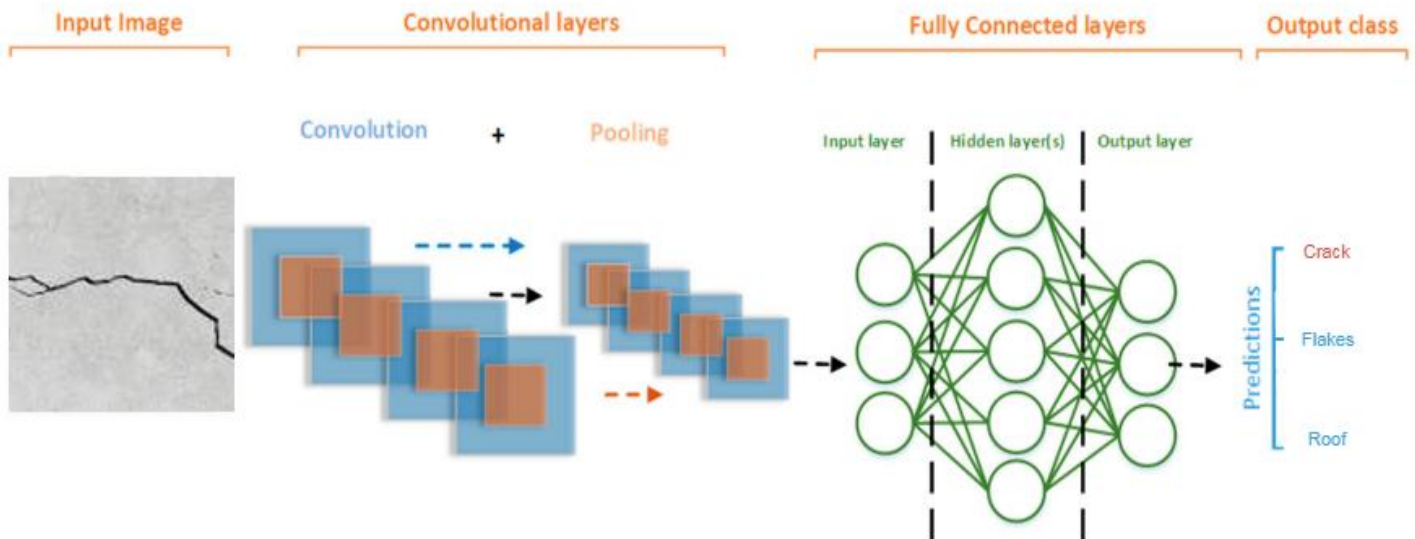 Input Image
Convolutional layers
Fully Connected layers
Output class
Convolution + Pooling
Input layer
Hidden layer(s)
Output layer
Predictions
Crack
Flakes
Roof